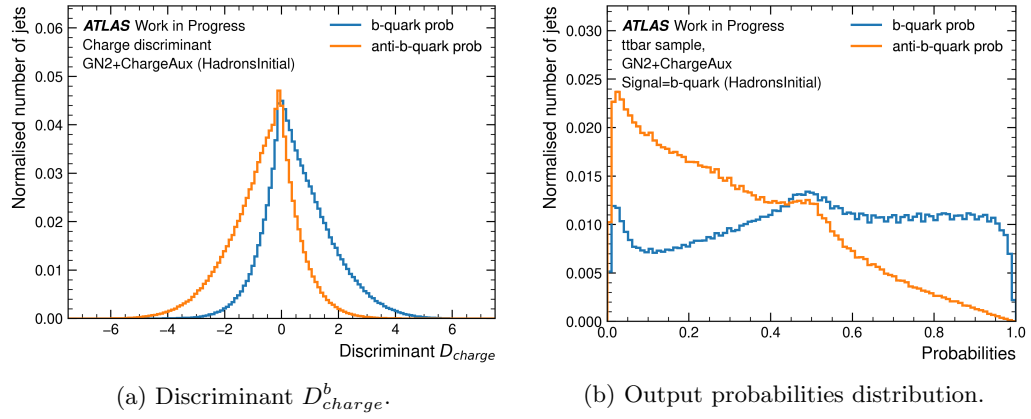 Normalised number of jets
0.06
0.05
0.04
0.03
0.02
0.01
0.00
ATLAS Work in Progress
Charge discriminant
GN2+ChargeAux (HadronsInitial)
b-quark prob
anti-b-quark prob
−6 −4 −2 0 2 4 6
Discriminant D_charge
(a) Discriminant D^b_charge.
Normalised number of jets
0.030
0.025
0.020
0.015
0.010
0.005
0.000
ATLAS Work in Progress
ttbar sample,
GN2+ChargeAux
Signal=b-quark (HadronsInitial)
b-quark prob
anti-b-quark prob
0.0 0.2 0.4 0.6 0.8 1.0
Probabilities
(b) Output probabilities distribution.